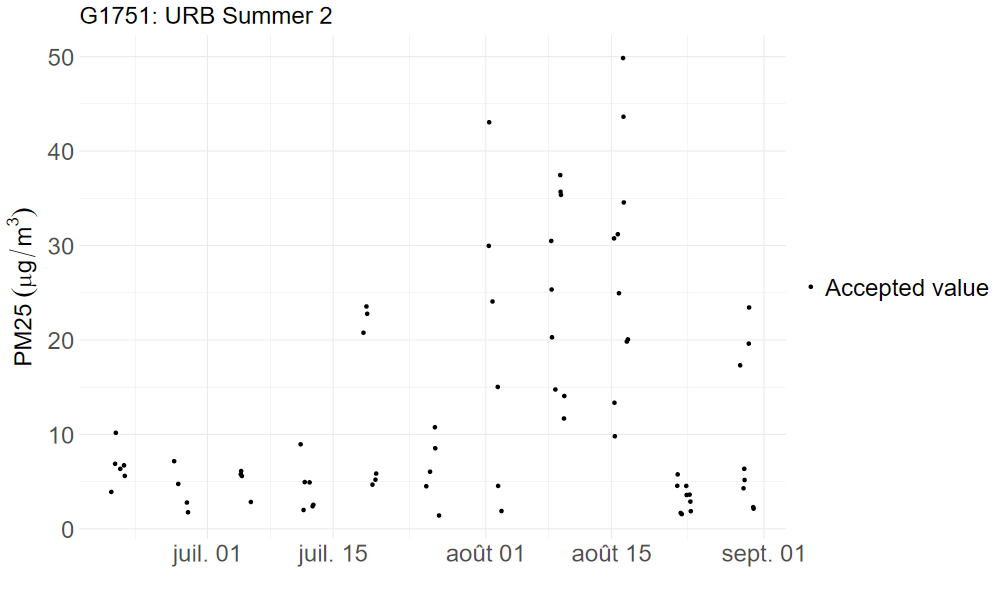 G1751: URB Summer 2
PM25 (μg/m³)
50
40
30
20
10
0
juil. 01
juil. 15
août 01
août 15
sept. 01
Accepted value